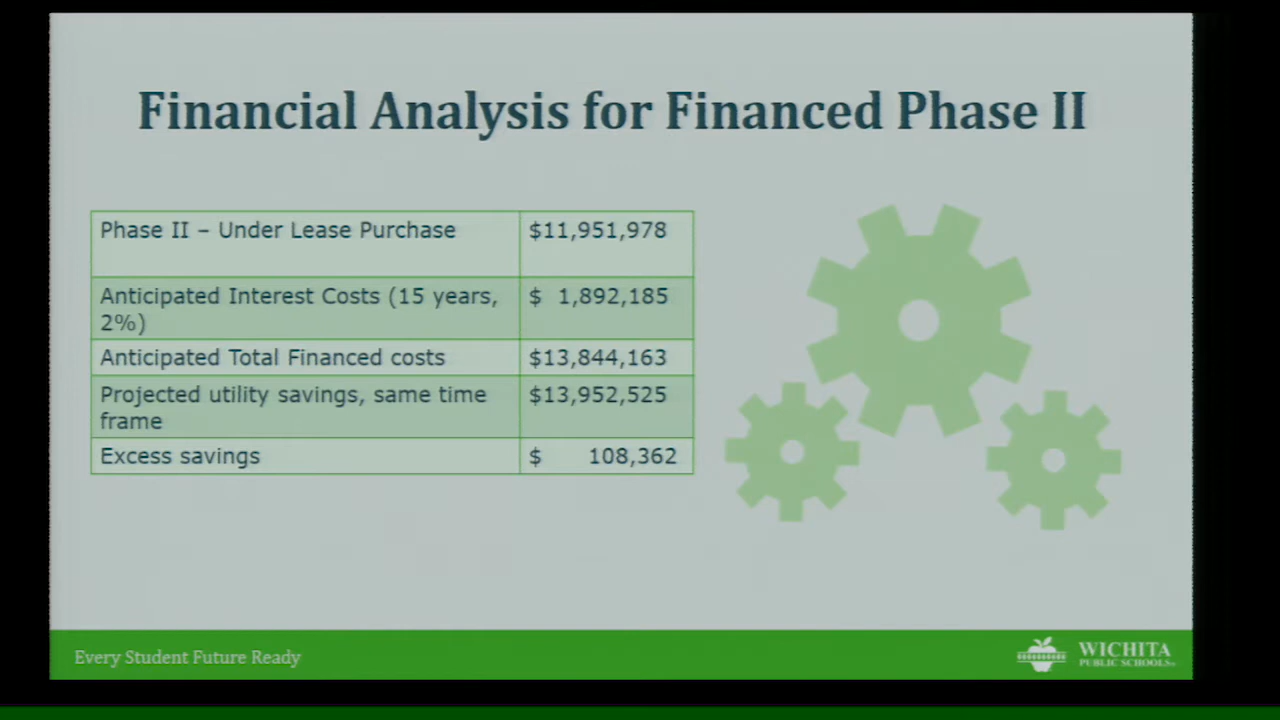 Financial Analysis for Financed Phase II
Phase II – Under Lease Purchase $11,951,978
Anticipated Interest Costs (15 years, $ 1,892,185
2%)
Anticipated Total Financed costs $13,844,163
Projected utility savings, same time $13,952,525
frame
Excess savings $ 108,362
Every Student Future Ready
WICHITA
PUBLIC SCHOOLS